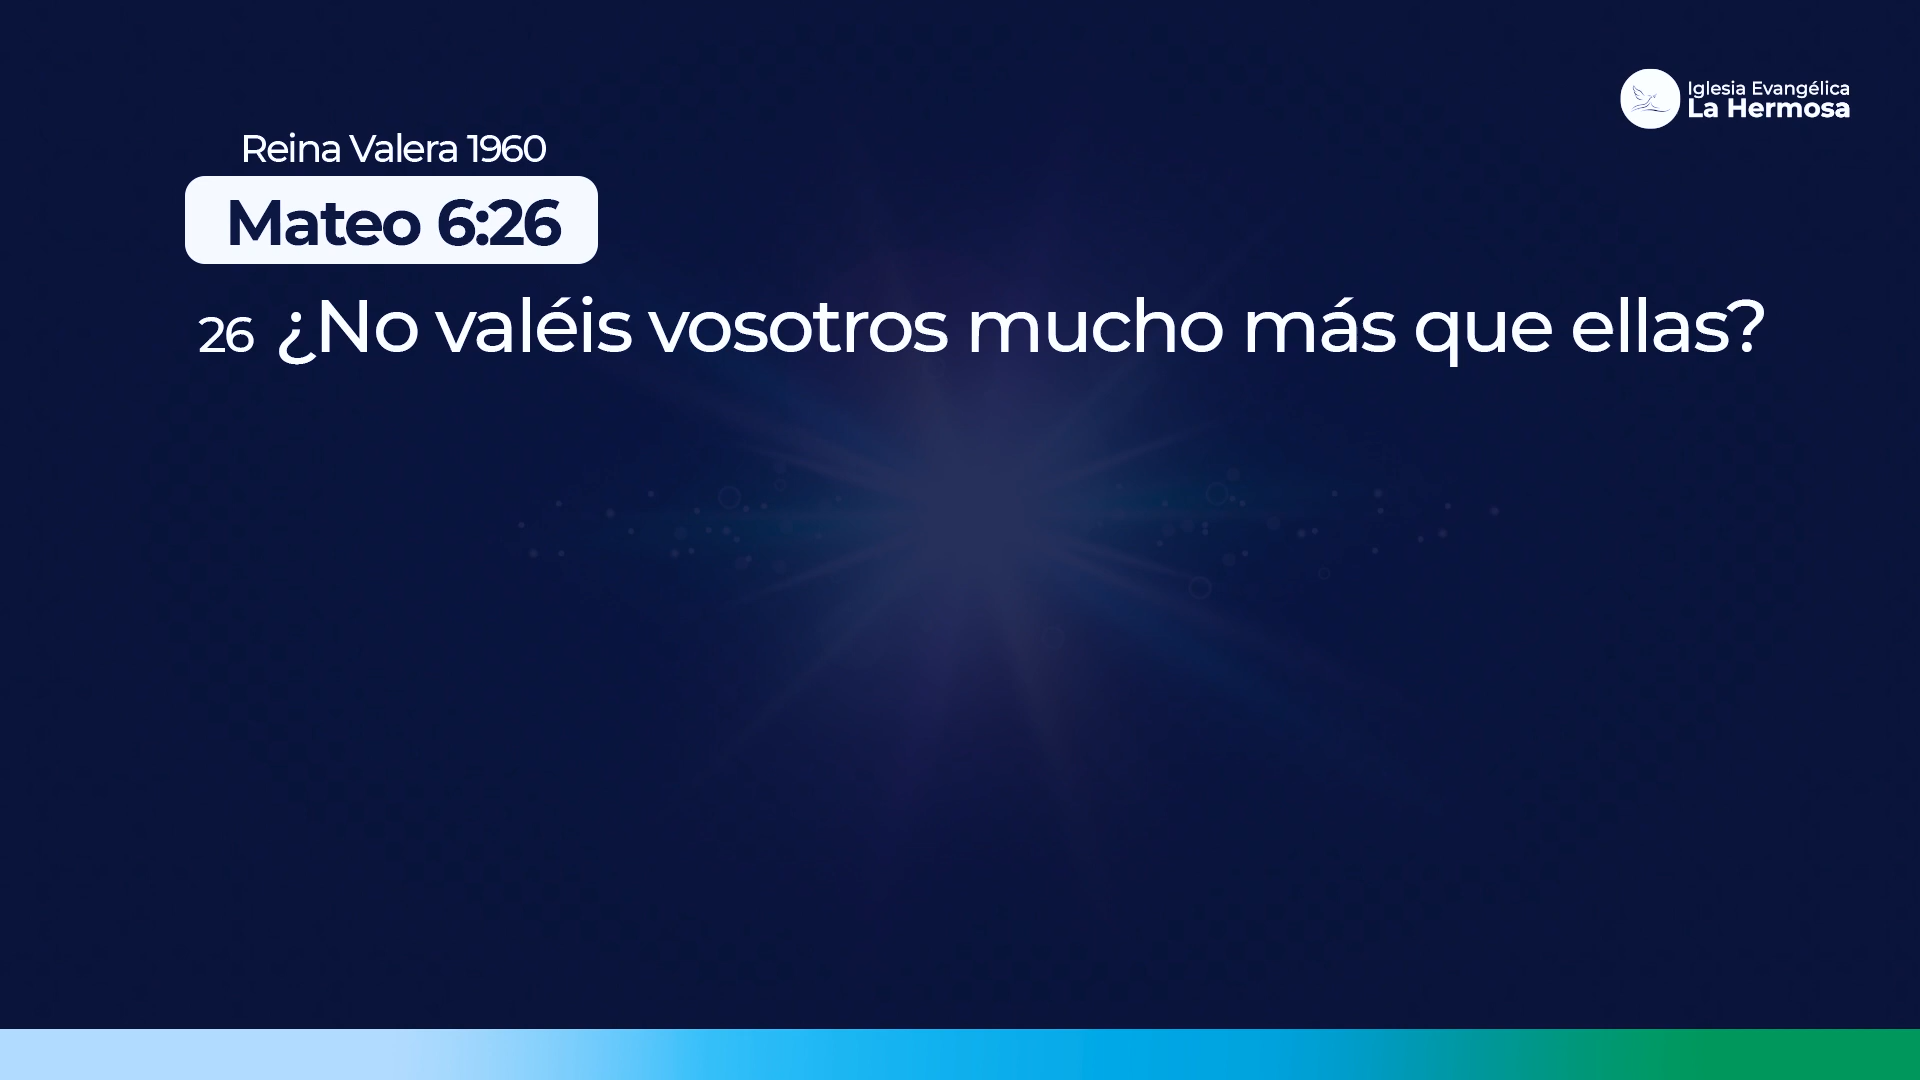 Iglesia Evangélica
La Hermosa
Reina Valera 1960
Mateo 6:26
26 ¿No valéis vosotros mucho más que ellas?